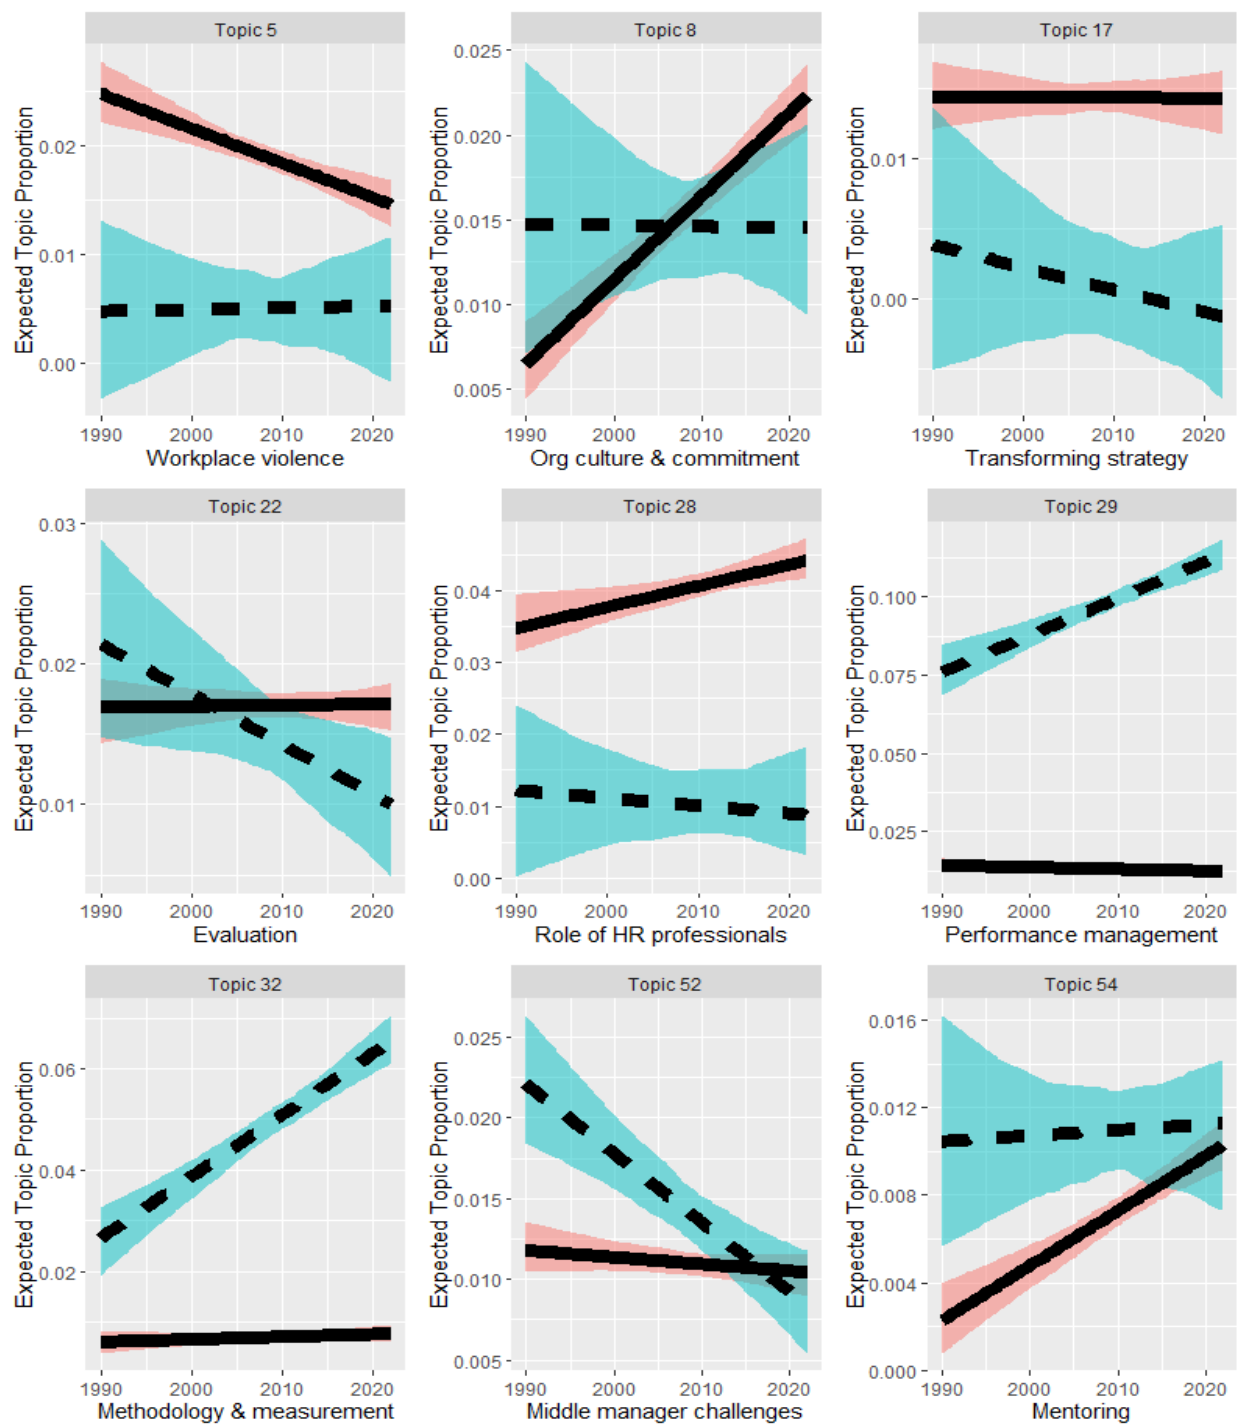 Topic 5
Expected Topic Proportion
0.02
0.01
0.00
1990 2000 2010 2020
Workplace violence
Topic 8
Expected Topic Proportion
0.025
0.020
0.015
0.010
0.005
1990 2000 2010 2020
Org culture & commitment
Topic 17
Expected Topic Proportion
0.01
0.00
1990 2000 2010 2020
Transforming strategy
Topic 22
Expected Topic Proportion
0.03
0.02
0.01
1990 2000 2010 2020
Evaluation
Topic 28
Expected Topic Proportion
0.04
0.03
0.02
0.01
0.00
1990 2000 2010 2020
Role of HR professionals
Topic 29
Expected Topic Proportion
0.100
0.075
0.050
0.025
1990 2000 2010 2020
Performance management
Topic 32
Expected Topic Proportion
0.06
0.04
0.02
1990 2000 2010 2020
Methodology & measurement
Topic 52
Expected Topic Proportion
0.025
0.020
0.015
0.010
0.005
1990 2000 2010 2020
Middle manager challenges
Topic 54
Expected Topic Proportion
0.016
0.012
0.008
0.004
0.000
1990 2000 2010 2020
Mentoring